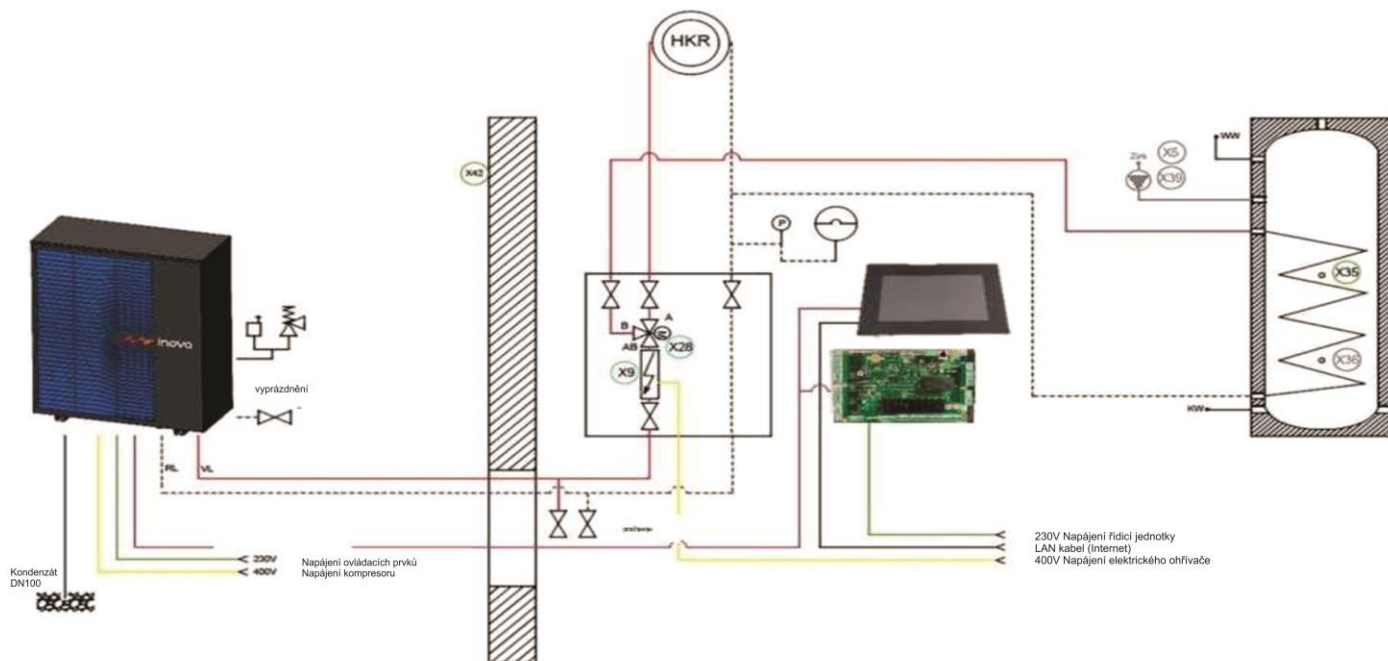 HKR
WW
Zirk
X5
X39
X42
P
X35
A
B
M
AB
X28
X9
X36
KW
inova
vyprázdnění
RL
VL
230V
400V
Napájení ovládacích prvků
Napájení kompresoru
Kondenzát
DN100
230V Napájení řídicí jednotky
LAN kabel (Internet)
400V Napájení elektrického ohřívače